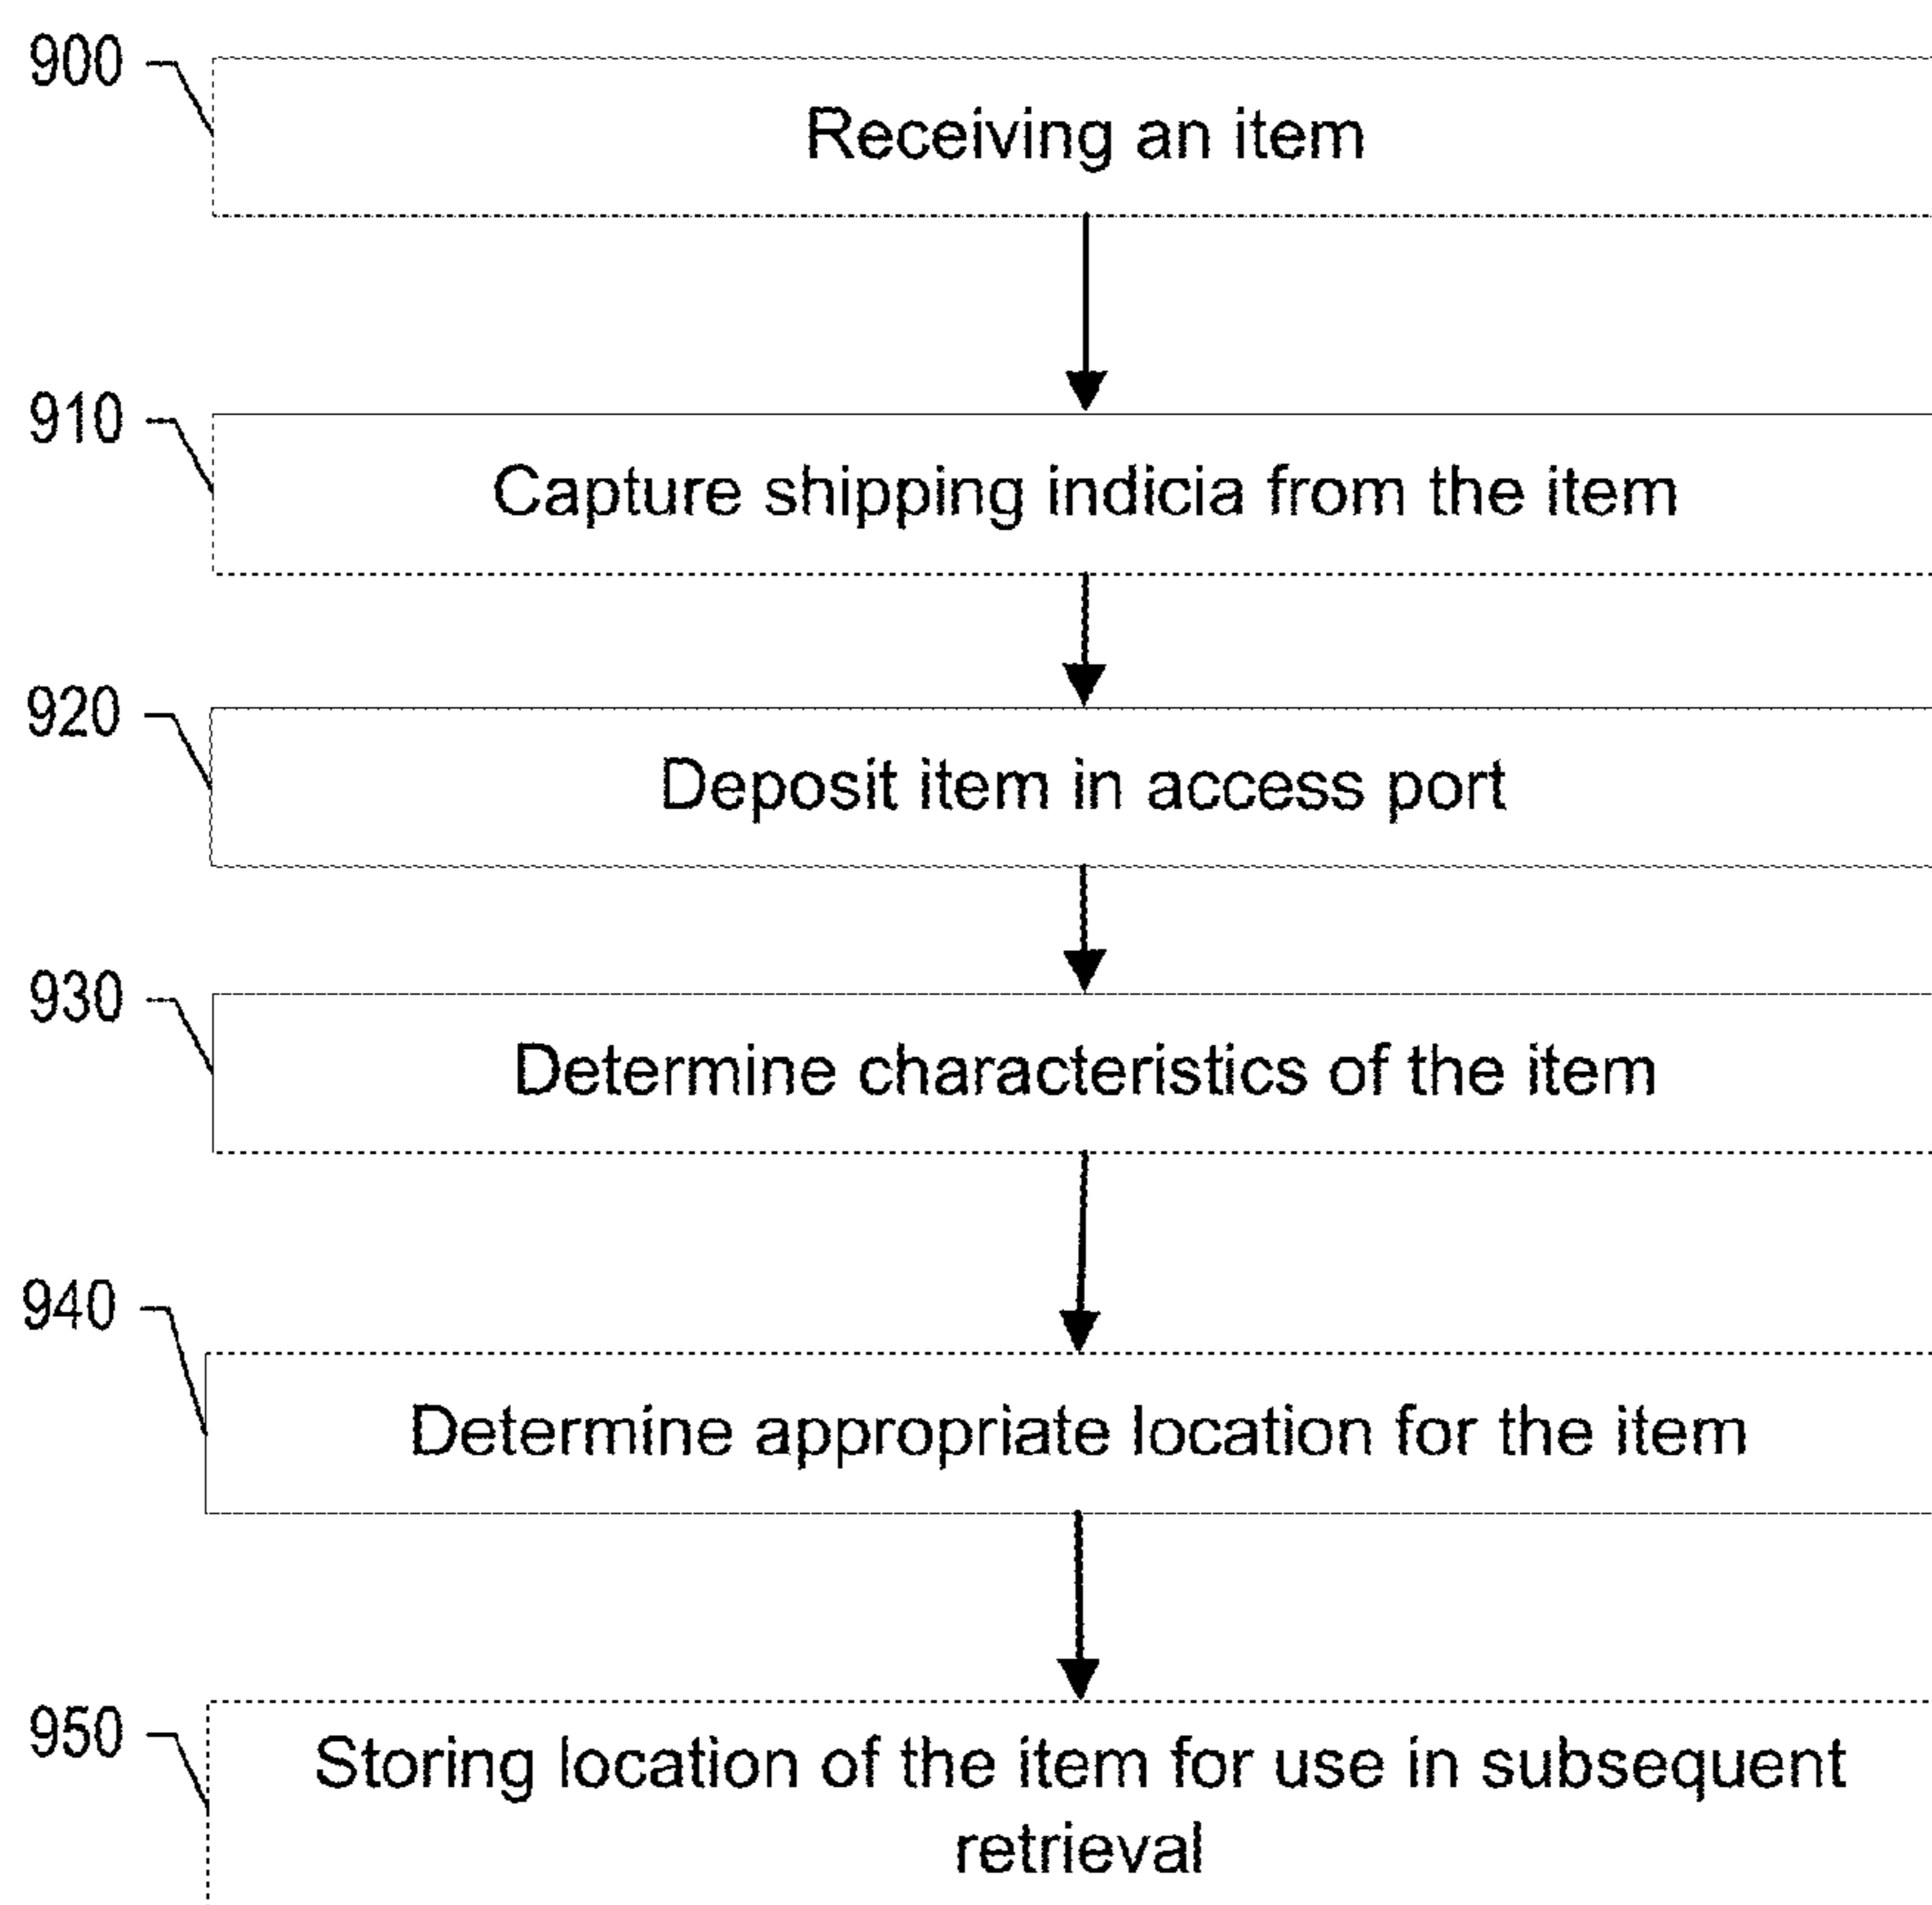 900
Receiving an item
910
Capture shipping indicia from the item
920
Deposit item in access port
930
Determine characteristics of the item
940
Determine appropriate location for the item
950
Storing location of the item for use in subsequent
retrieval